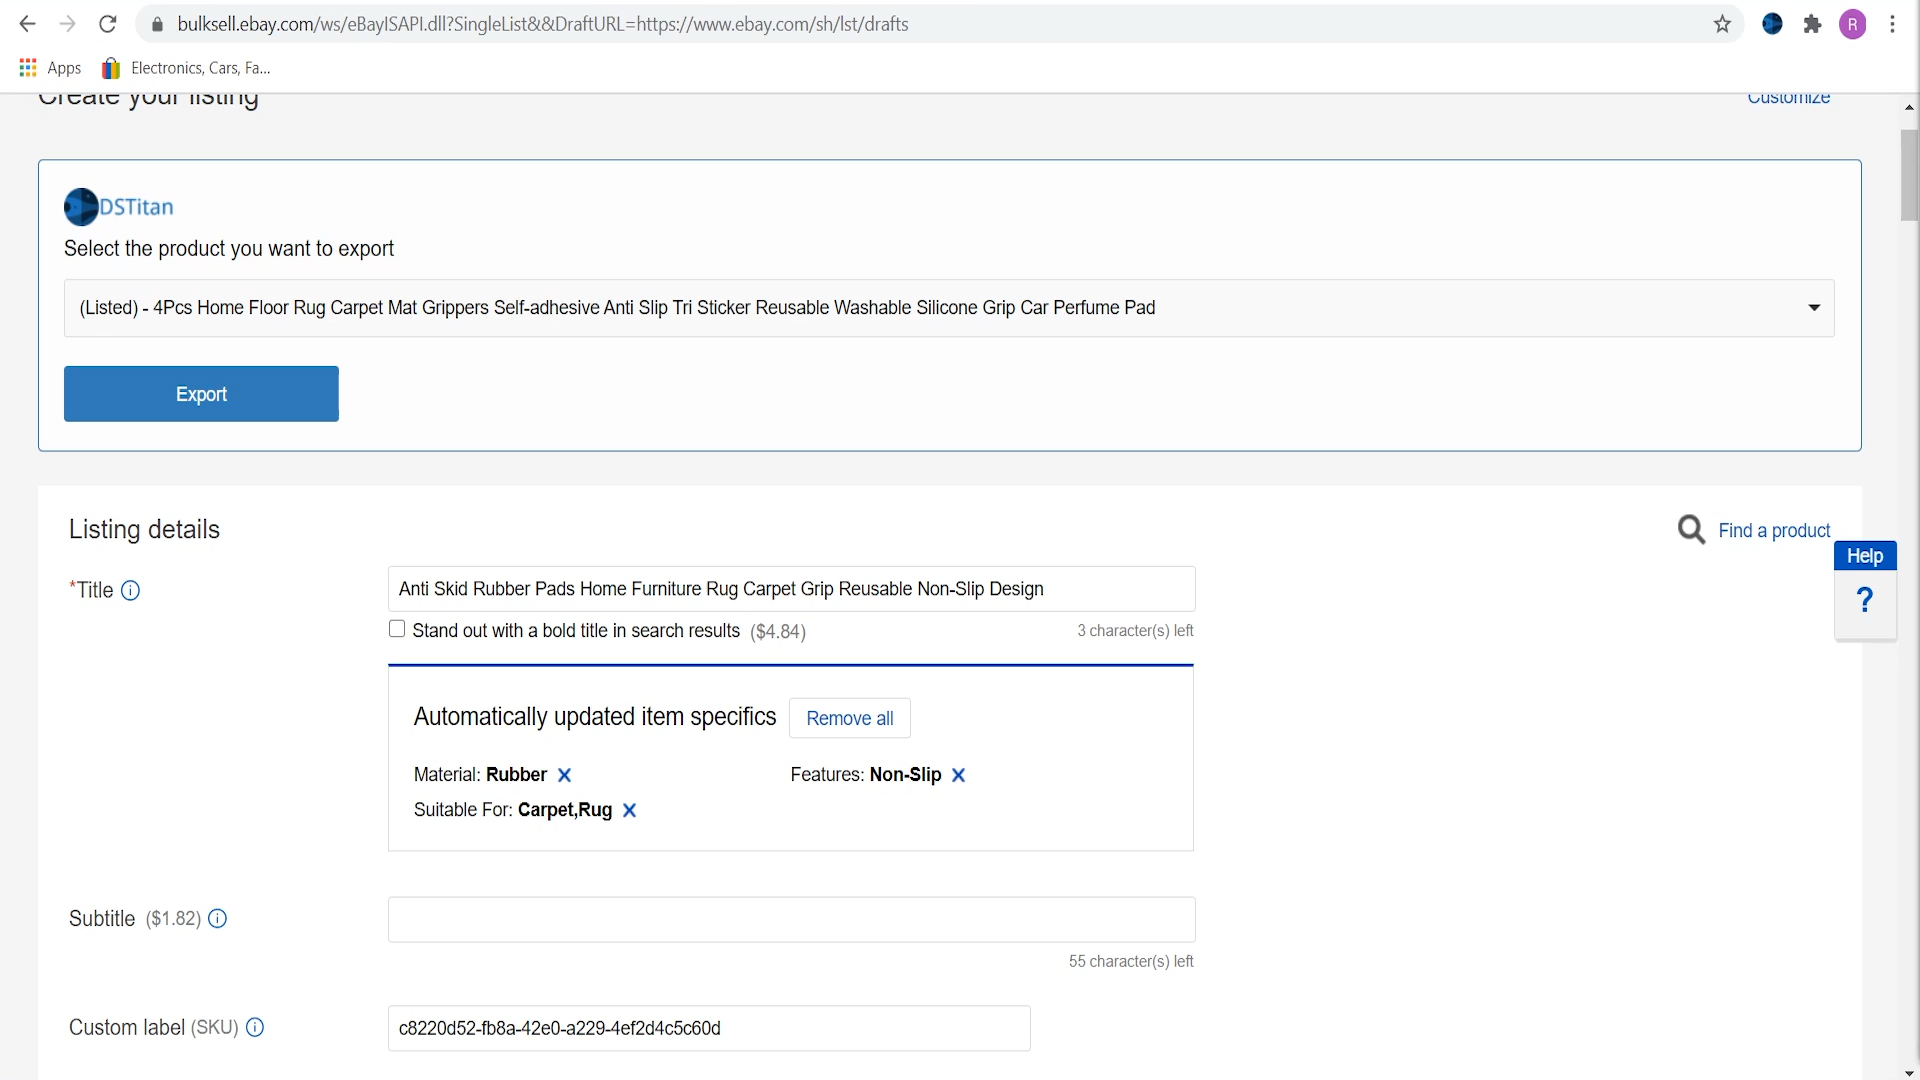 bulksell.ebay.com/ws/eBayISAPI.dll?SingleList&&DraftURL=https://www.ebay.com/sh/lst/drafts
R
Apps
Electronics, Cars, Fa...
Create your listing
Customize
DSTitan
Select the product you want to export
(Listed) - 4Pcs Home Floor Rug Carpet Mat Grippers Self-adhesive Anti Slip Tri Sticker Reusable Washable Silicone Grip Car Perfume Pad
Export
Listing details
Find a product
Help
?
*Title
Anti Skid Rubber Pads Home Furniture Rug Carpet Grip Reusable Non-Slip Design
Stand out with a bold title in search results ($4.84)
3 character(s) left
Automatically updated item specifics
Remove all
Material: Rubber
Features: Non-Slip
Suitable For: Carpet,Rug
Subtitle ($1.82)
55 character(s) left
Custom label (SKU)
c8220d52-fb8a-42e0-a229-4ef2d4c5c60d